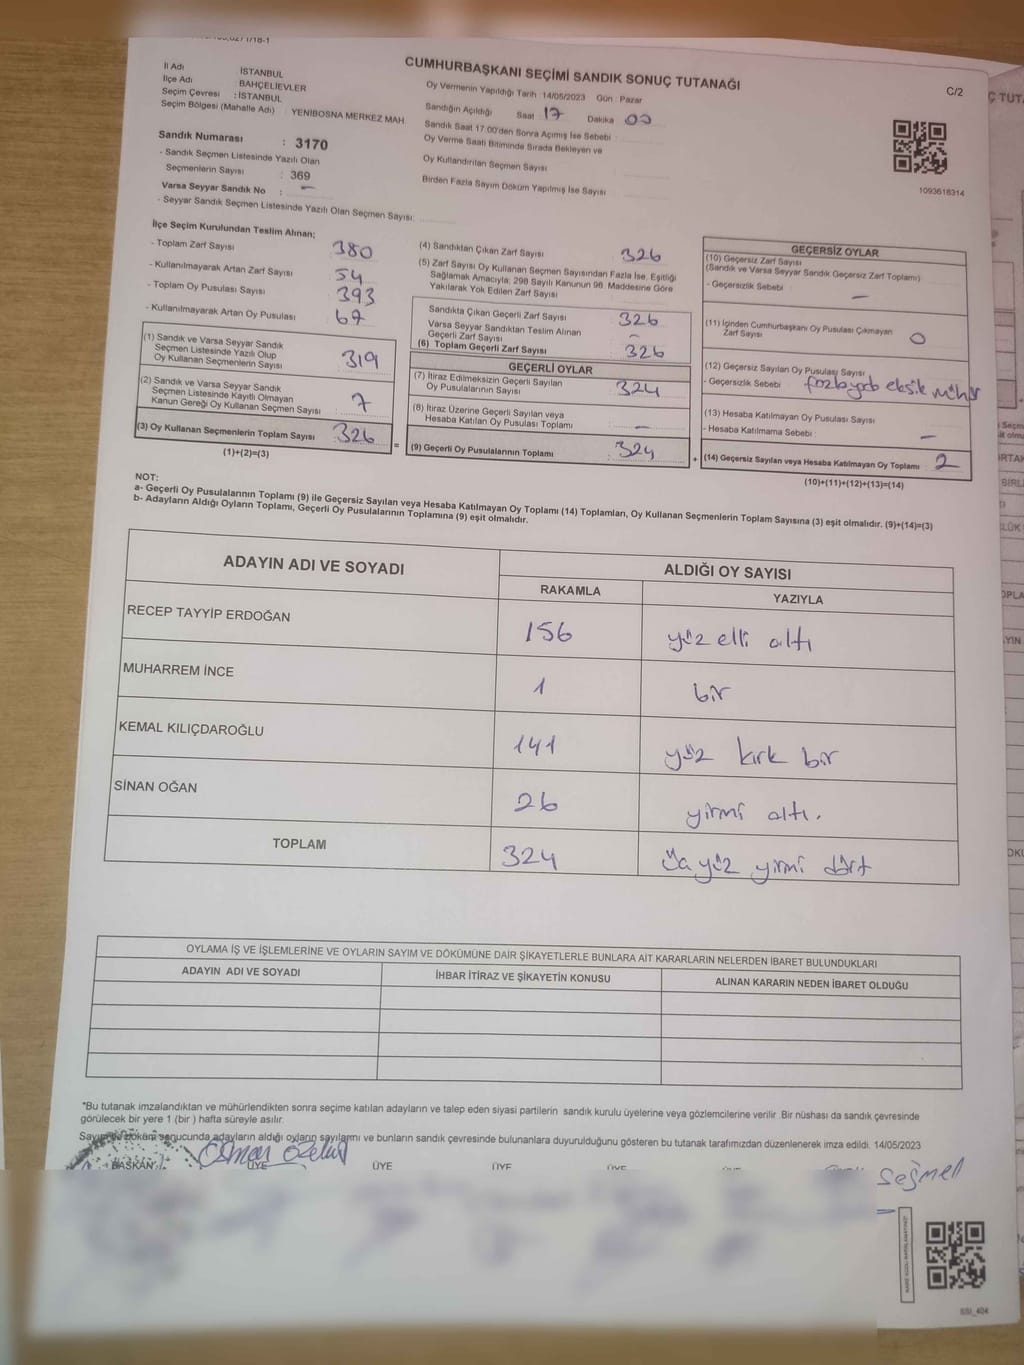 CUMHURBAŞKANI SEÇİMİ SANDIK SONUÇ TUTANAĞI
C/2
İl Adı : İSTANBUL
İlçe Adı : BAHÇELİEVLER
Seçim Çevresi : İSTANBUL
Seçim Bölgesi (Mahalle Adı) : YENİBOSNA MERKEZ MAH.
Sandık Numarası : 3170
- Sandık Seçmen Listesinde Yazılı Olan
Seçmenlerin Sayısı : 369
Varsa Seyyar Sandık No : -
- Seyyar Sandık Seçmen Listesinde Yazılı Olan Seçmen Sayısı:
Oy Vermenin Yapıldığı Tarih : 14/05/2023 Gün : Pazar
Sandığın Açıldığı Saat 17 Dakika 00
Sandık Saat 17:00'den Sonra Açımış İse Sebebi :
Oy Verme Saati Bitiminde Sırada Bekleyen ve
Oy Kullandırılan Seçmen Sayısı
Birden Fazla Sayım Döküm Yapılmış İse Sayısı
1093618314
İlçe Seçim Kurulundan Teslim Alınan;
- Toplam Zarf Sayısı 380
- Kullanılmayarak Artan Zarf Sayısı 54
- Toplam Oy Pusulası Sayısı 393
- Kullanılmayarak Artan Oy Pusulası 67
(1) Sandık ve Varsa Seyyar Sandık
Seçmen Listesinde Yazılı Olup
Oy Kullanan Seçmenlerin Sayısı 319
(2) Sandık ve Varsa Seyyar Sandık
Seçmen Listesinde Kayıtlı Olmayan
Kanun Gereği Oy Kullanan Seçmen Sayısı 7
(3) Oy Kullanan Seçmenlerin Toplam Sayısı 326
(1)+(2)=(3)
(4) Sandıktan Çıkan Zarf Sayısı 326
(5) Zarf Sayısı Oy Kullanan Seçmen Sayısından Fazla İse, Eşitliği
Sağlamak Amacıyla; 298 Sayılı Kanunun 98. Maddesine Göre
Yakılarak Yok Edilen Zarf Sayısı
Sandıkta Çıkan Geçerli Zarf Sayısı 326
Varsa Seyyar Sandıktan Teslim Alınan
Geçerli Zarf Sayısı -
(6) Toplam Geçerli Zarf Sayısı 326
GEÇERLİ OYLAR
(7) İtiraz Edilmeksizin Geçerli Sayılan
Oy Pusulalarının Sayısı 324
(8) İtiraz Üzerine Geçerli Sayılan veya
Hesaba Katılan Oy Pusulası Toplamı -
= (9) Geçerli Oy Pusulalarının Toplamı 324 +
GEÇERSİZ OYLAR
(10) Geçersiz Zarf Sayısı
(Sandık ve Varsa Seyyar Sandık Geçersiz Zarf Toplamı)
- Geçersizlik Sebebi : -
(11) İçinden Cumhurbaşkanı Oy Pusulası Çıkmayan
Zarf Sayısı 0
(12) Geçersiz Sayılan Oy Pusulası Sayısı
- Geçersizlik Sebebi : eksik mühür
(13) Hesaba Katılmayan Oy Pusulası Sayısı
- Hesaba Katılmama Sebebi : -
(14) Geçersiz Sayılan veya Hesaba Katılmayan Oy Toplamı 2
(10)+(11)+(12)+(13)=(14)
NOT:
a- Geçerli Oy Pusulalarının Toplamı (9) ile Geçersiz Sayılan veya Hesaba Katılmayan Oy Toplamı (14) Toplamları, Oy Kullanan Seçmenlerin Toplam Sayısına (3) eşit olmalıdır. (9)+(14)=(3)
b- Adayların Aldığı Oyların Toplamı, Geçerli Oy Pusulalarının Toplamına (9) eşit olmalıdır.
ADAYIN ADI VE SOYADI ALDIĞI OY SAYISI
RAKAMLA YAZIYLA
RECEP TAYYİP ERDOĞAN 156 yüz elli altı
MUHARREM İNCE 1 bir
KEMAL KILIÇDAROĞLU 141 yüz kırk bir
SİNAN OĞAN 26 yirmi altı.
TOPLAM 324 üç yüz yirmi dört
OYLAMA İŞ VE İŞLEMLERİNE VE OYLARIN SAYIM VE DÖKÜMÜNE DAİR ŞİKAYETLERLE BUNLARA AİT KARARLARIN NELERDEN İBARET BULUNDUKLARI
ADAYIN ADI VE SOYADI İHBAR İTİRAZ VE ŞİKAYETİN KONUSU ALINAN KARARIN NEDEN İBARET OLDUĞU
*Bu tutanak imzalandıktan ve mühürlendikten sonra seçime katılan adayların ve talep eden siyasi partilerin sandık kurulu üyelerine veya gözlemcilerine verilir. Bir nüshası da sandık çevresinde
görülecek bir yere 1 (bir ) hafta süreyle asılır.
Sayım ve döküm sonucunda adayların aldığı oyların sayılarını ve bunların sandık çevresinde bulunanlara duyurulduğunu gösteren bu tutanak tarafımızdan düzenlenerek imza edildi. 14/05/2023
BAŞKAN ÜYE ÜYE ÜYE ÜYE ÜYE
Osman
Seğmel
SSI_404